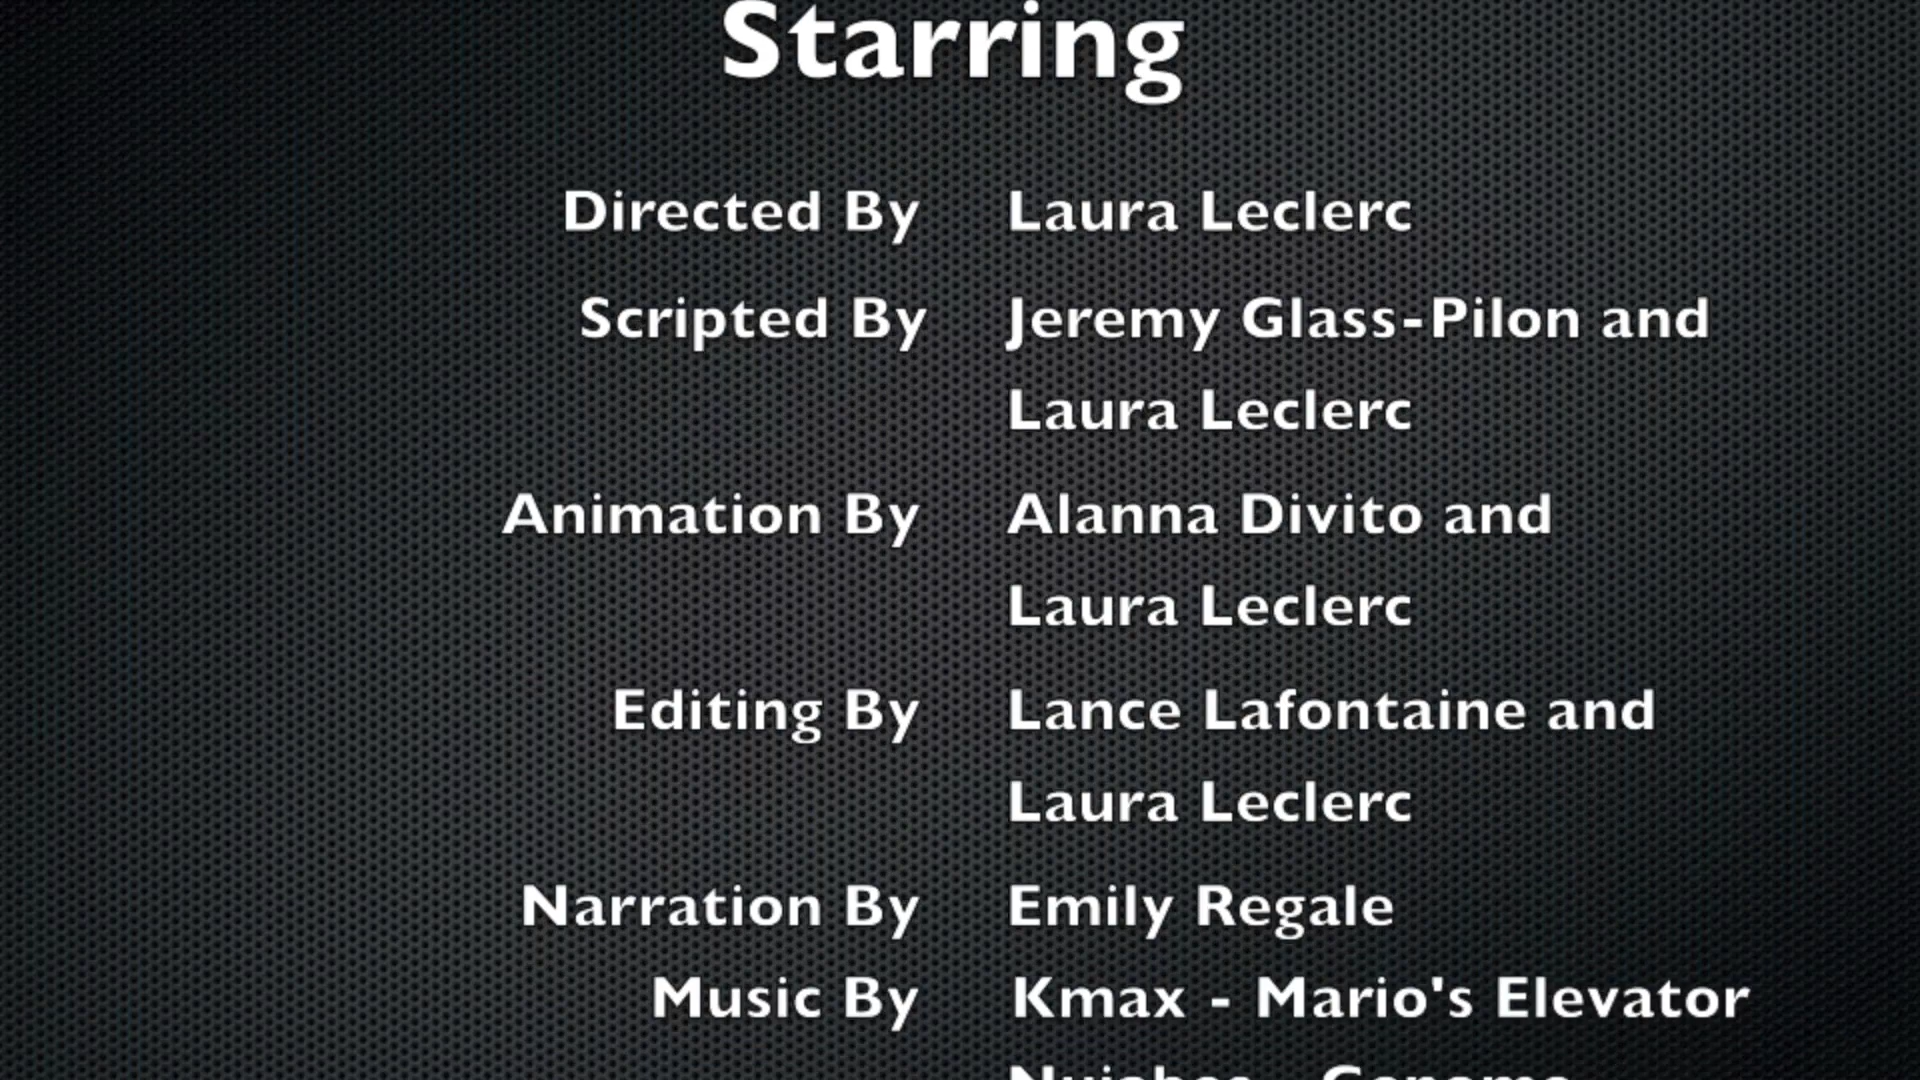 Starring
Directed By Laura Leclerc
Scripted By Jeremy Glass-Pilon and
Laura Leclerc
Animation By Alanna Divito and
Laura Leclerc
Editing By Lance Lafontaine and
Laura Leclerc
Narration By Emily Regale
Music By Kmax - Mario's Elevator